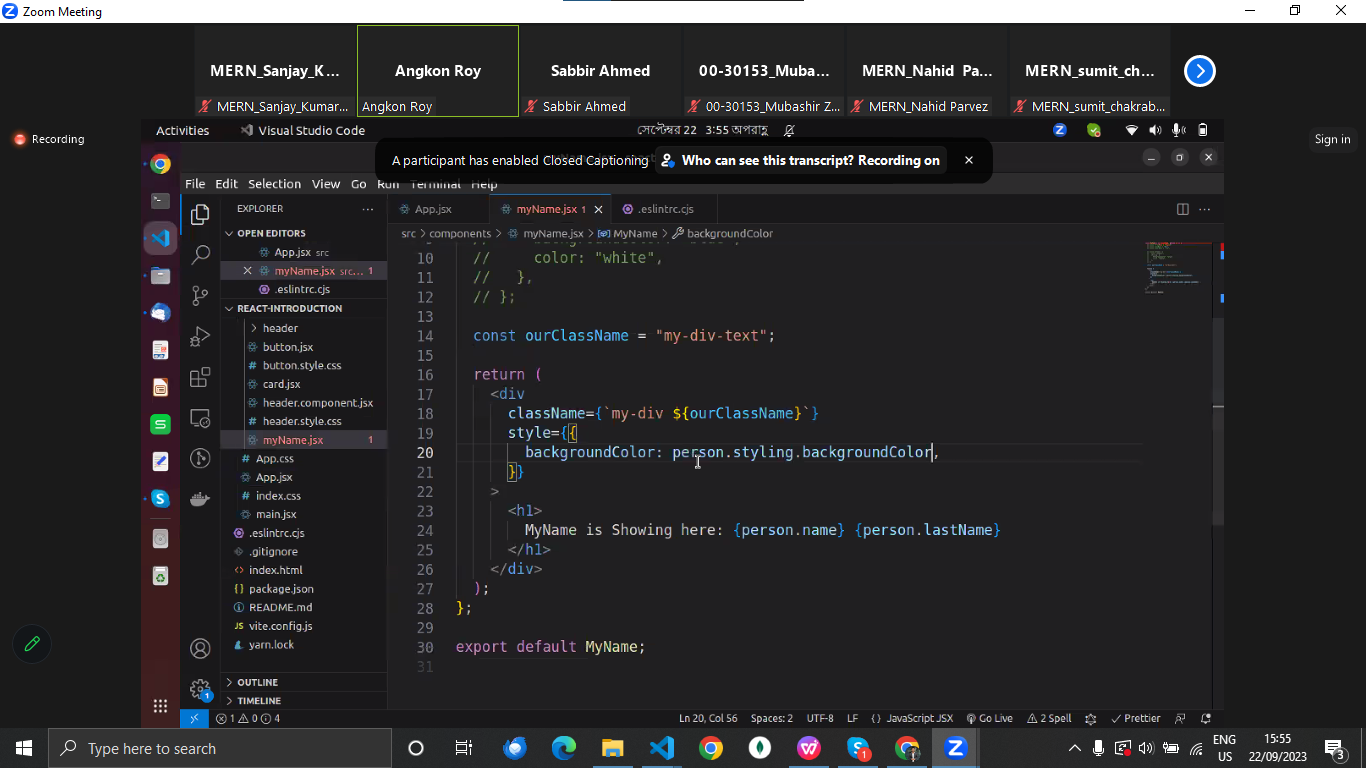 Zoom Meeting
MERN_Sanjay_K ...
Angkon Roy
Sabbir Ahmed
00-30153_Muba...
MERN_Nahid Pa...
MERN_sumit_ch...
MERN_Sanjay_Kumar...
Angkon Roy
Sabbir Ahmed
00-30153_Mubashir Z...
MERN_Nahid Parvez
MERN_sumit_chakrab...
Recording
Sign in
Activities
Visual Studio Code
সেপ্টেম্বর 22 3:55 অপরাহ্ণ
A participant has enabled Closed Captioning
Who can see this transcript? Recording on
File Edit Selection View Go Run Terminal Help
EXPLORER
OPEN EDITORS
App.jsx src
myName.jsx src... 1
.eslintrc.cjs
REACT-INTRODUCTION
header
button.jsx
button.style.css
card.jsx
header.component.jsx
header.style.css
myName.jsx 1
App.css
App.jsx
index.css
main.jsx
.eslintrc.cjs
.gitignore
index.html
package.json
README.md
vite.config.js
yarn.lock
OUTLINE
TIMELINE
App.jsx
myName.jsx 1
.eslintrc.cjs
src > components > myName.jsx > MyName > backgroundColor
10 // color: "white",
11 // },
12 // };
13
14 const ourClassName = "my-div-text";
15
16 return (
17 <div
18 className={`my-div ${ourClassName}`}
19 style={{
20 backgroundColor: person.styling.backgroundColor,
21 }}
22 >
23 <h1>
24 MyName is Showing here: {person.name} {person.lastName}
25 </h1>
26 </div>
27 );
28 };
29
30 export default MyName;
31
1 0 4
Ln 20, Col 56 Spaces: 2 UTF-8 LF {} JavaScript JSX Go Live 2 Spell Prettier
1
Type here to search
1
ENG
US
15:55
22/09/2023
3